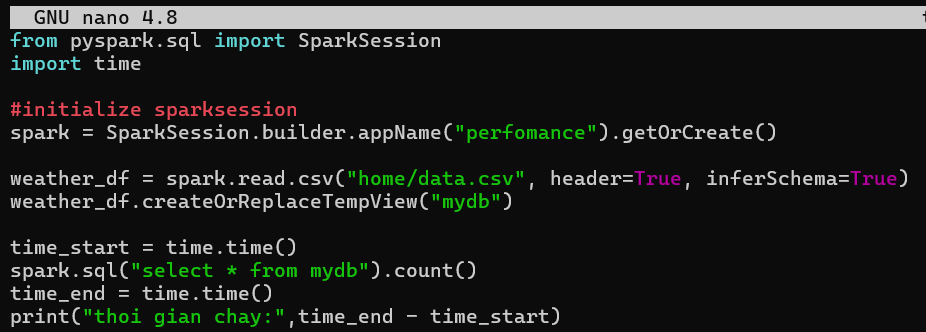 GNU nano 4.8
from pyspark.sql import SparkSession
import time
#initialize sparksession
spark = SparkSession.builder.appName("perfomance").getOrCreate()
weather_df = spark.read.csv("home/data.csv", header=True, inferSchema=True)
weather_df.createOrReplaceTempView("mydb")
time_start = time.time()
spark.sql("select * from mydb").count()
time_end = time.time()
print("thoi gian chay:",time_end - time_start)